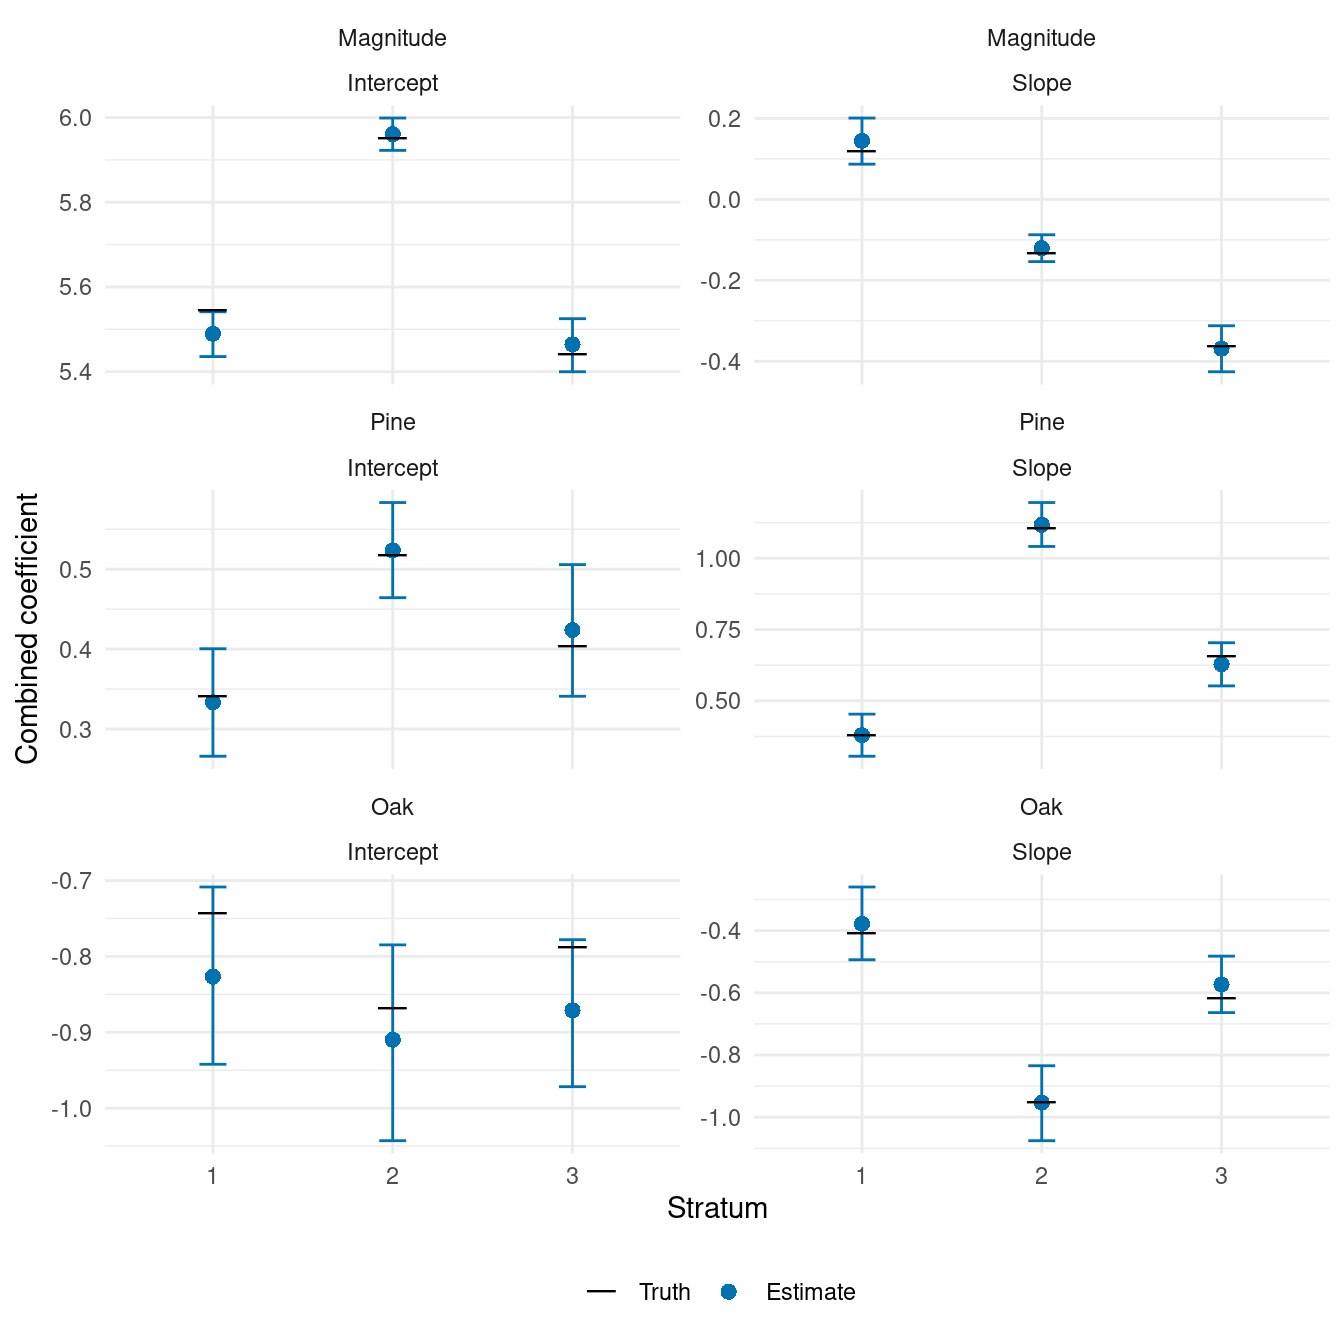 Magnitude
Intercept
6.0
5.8
5.6
5.4
Magnitude
Slope
0.2
0.0
-0.2
-0.4
Pine
Intercept
0.5
0.4
0.3
Pine
Slope
1.00
0.75
0.50
Oak
Intercept
-0.7
-0.8
-0.9
-1.0
1 2 3
Oak
Slope
-0.4
-0.6
-0.8
-1.0
1 2 3
Combined coefficient
Stratum
Truth Estimate